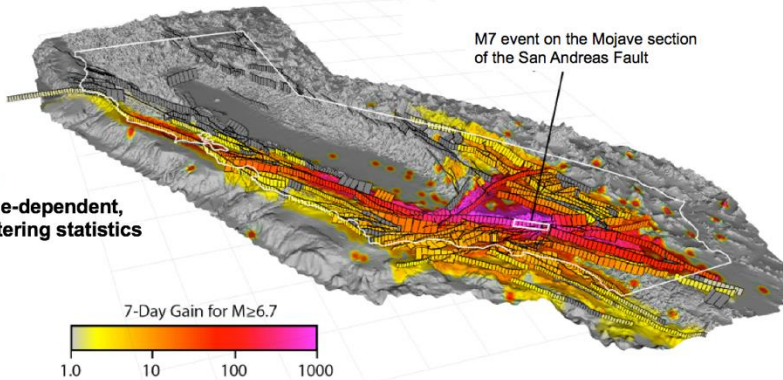 M7 event on the Mojave section
of the San Andreas Fault
e-dependent,
tering statistics
7-Day Gain for M≥6.7
1.0 10 100 1000